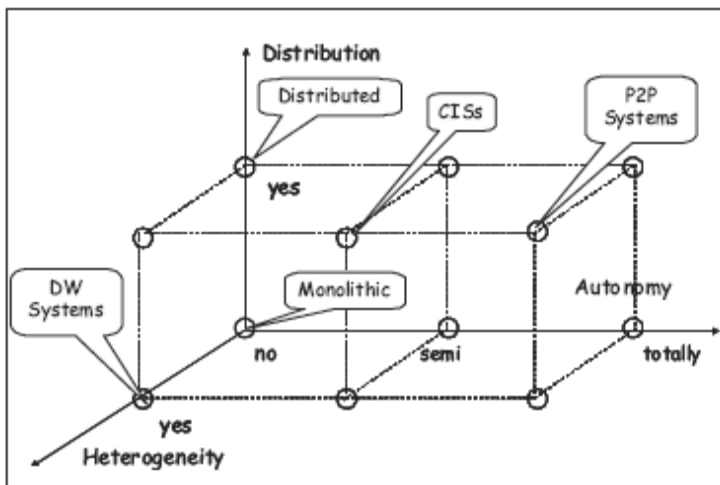 Distribution
Distributed
CISs
P2P
Systems
yes
DW
Systems
Monolithic
Autonomy
no
semi
totally
yes
Heterogeneity